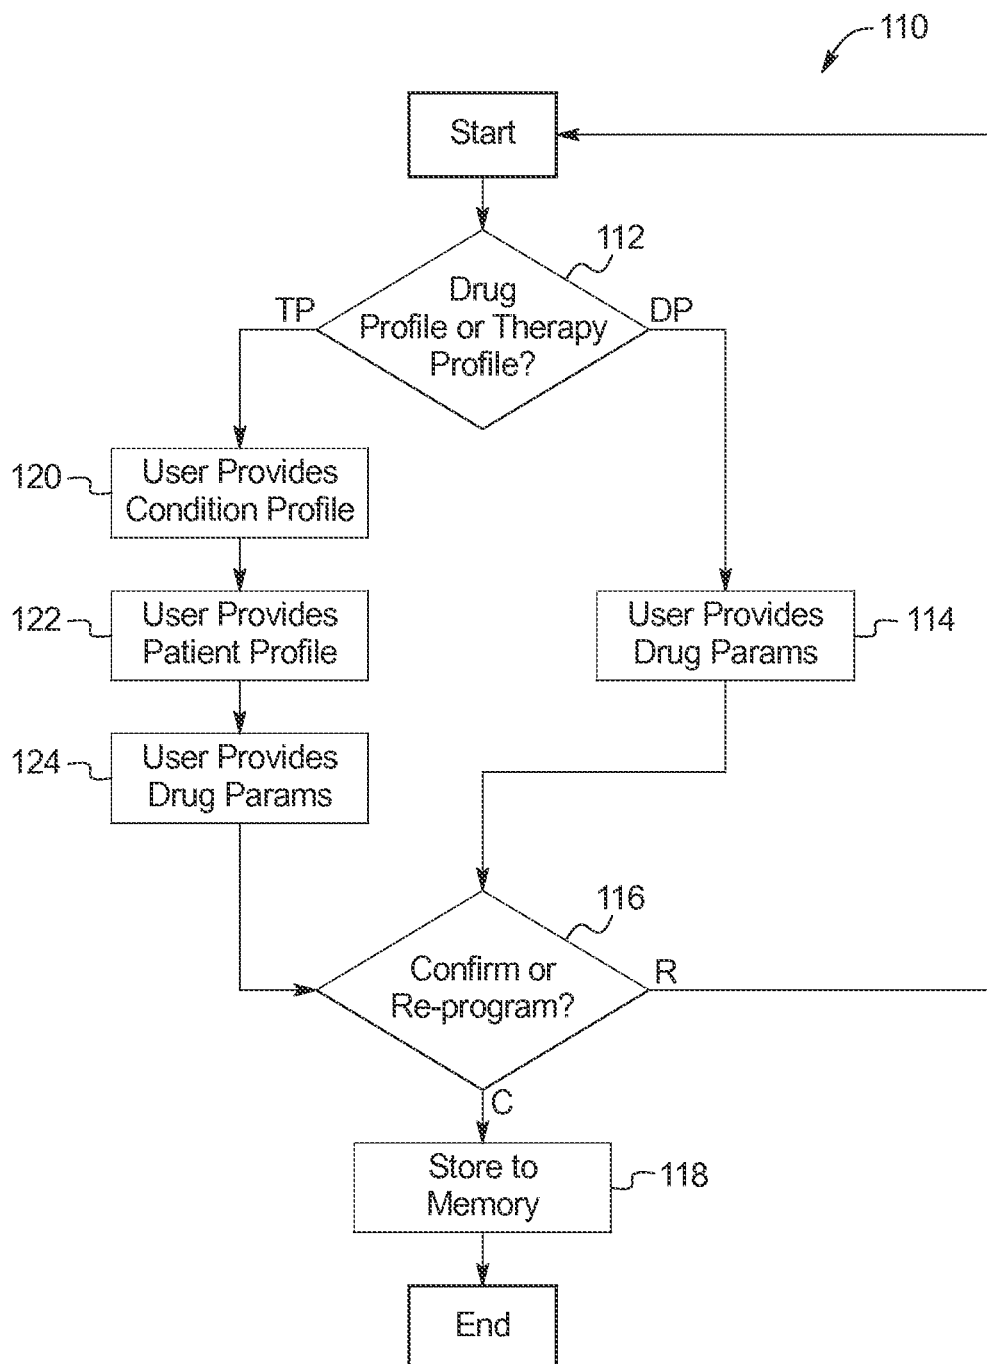 110
Start
112
TP
Drug
DP
Profile or Therapy
Profile?
120
User Provides
Condition Profile
122
User Provides
Patient Profile
User Provides
Drug Params
114
124
User Provides
Drug Params
116
Confirm or
Re-program?
R
C
Store to
Memory
118
End